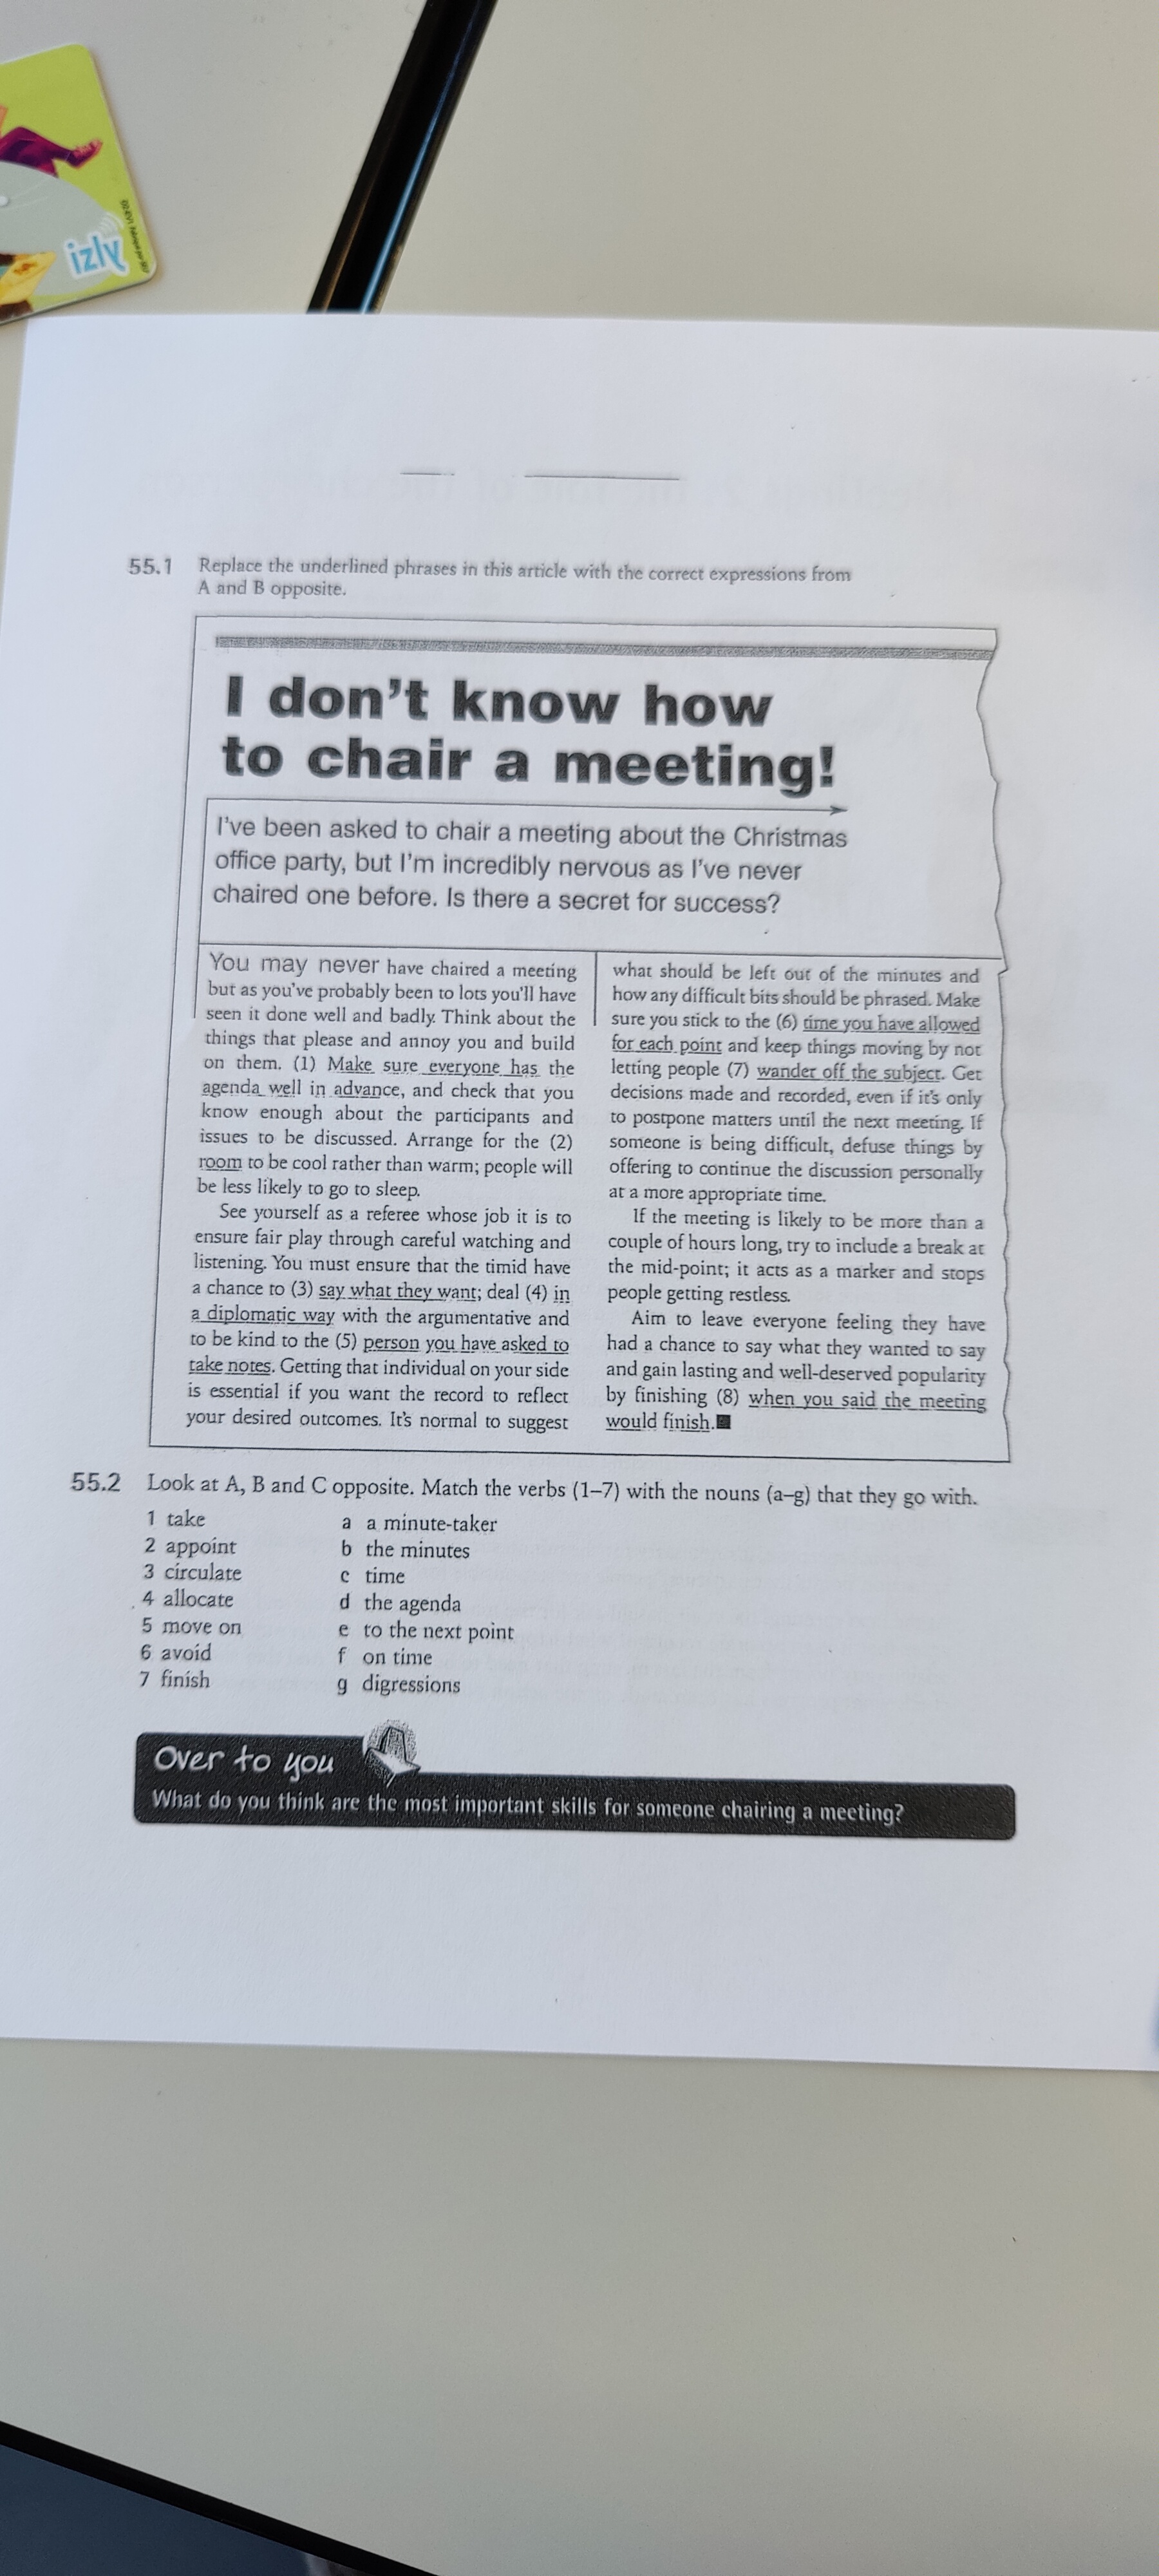 izly
55.1 Replace the underlined phrases in this article with the correct expressions from
A and B opposite.
I don't know how
to chair a meeting!
I've been asked to chair a meeting about the Christmas
office party, but I'm incredibly nervous as I've never
chaired one before. Is there a secret for success?
You may never have chaired a meeting
but as you've probably been to lots you'll have
seen it done well and badly. Think about the
things that please and annoy you and build
on them. (1) Make sure everyone has the
agenda well in advance, and check that you
know enough about the participants and
issues to be discussed. Arrange for the (2)
room to be cool rather than warm; people will
be less likely to go to sleep.
See yourself as a referee whose job it is to
ensure fair play through careful watching and
listening. You must ensure that the timid have
a chance to (3) say what they want; deal (4) in
a diplomatic way with the argumentative and
to be kind to the (5) person you have asked to
take notes. Getting that individual on your side
is essential if you want the record to reflect
your desired outcomes. It's normal to suggest
what should be left out of the minutes and
how any difficult bits should be phrased. Make
sure you stick to the (6) time you have allowed
for each point and keep things moving by not
letting people (7) wander off the subject. Get
decisions made and recorded, even if it's only
to postpone matters until the next meeting. If
someone is being difficult, defuse things by
offering to continue the discussion personally
at a more appropriate time.
If the meeting is likely to be more than a
couple of hours long, try to include a break at
the mid-point; it acts as a marker and stops
people getting restless.
Aim to leave everyone feeling they have
had a chance to say what they wanted to say
and gain lasting and well-deserved popularity
by finishing (8) when you said the meeting
would finish.
55.2 Look at A, B and C opposite. Match the verbs (1–7) with the nouns (a–g) that they go with.
1 take a a minute-taker
2 appoint b the minutes
3 circulate c time
4 allocate d the agenda
5 move on e to the next point
6 avoid f on time
7 finish g digressions
Over to you
What do you think are the most important skills for someone chairing a meeting?